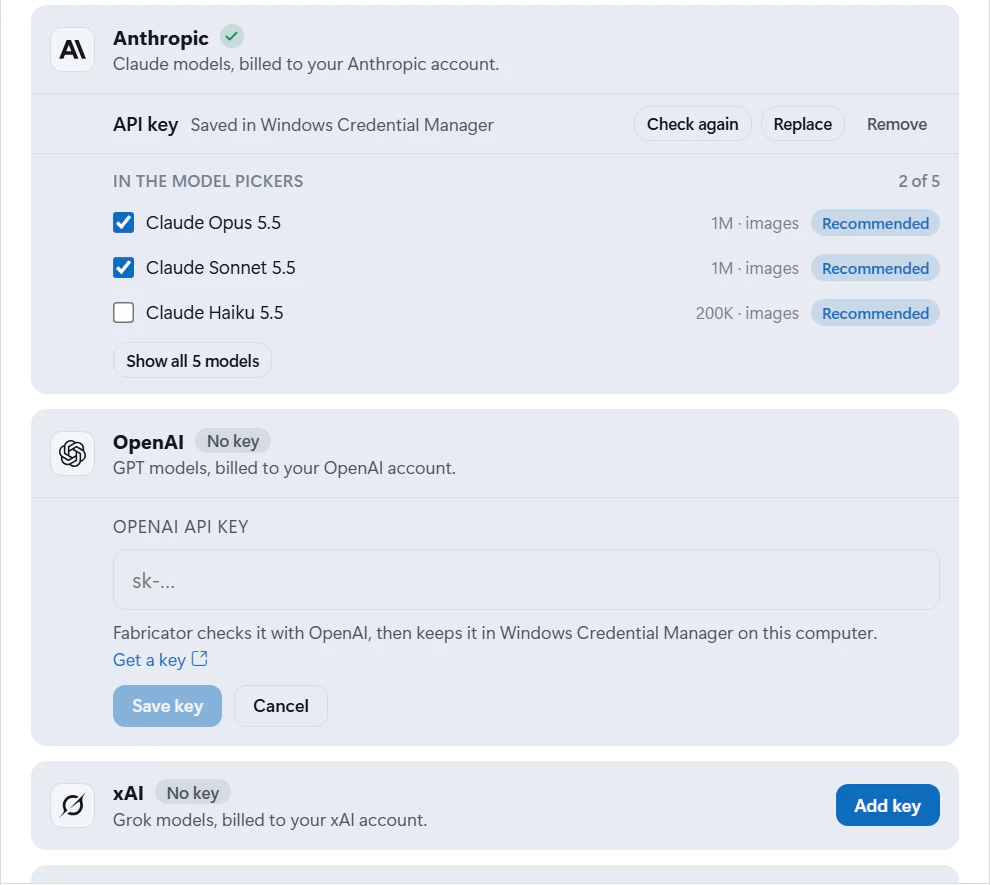 Anthropic
Claude models, billed to your Anthropic account.
API key Saved in Windows Credential Manager Check again Replace Remove
IN THE MODEL PICKERS 2 of 5
Claude Opus 5.5 1M · images Recommended
Claude Sonnet 5.5 1M · images Recommended
Claude Haiku 5.5 200K · images Recommended
Show all 5 models
OpenAI No key
GPT models, billed to your OpenAI account.
OPENAI API KEY
sk-...
Fabricator checks it with OpenAI, then keeps it in Windows Credential Manager on this computer.
Get a key
Save key Cancel
xAI No key
Grok models, billed to your xAI account.
Add key